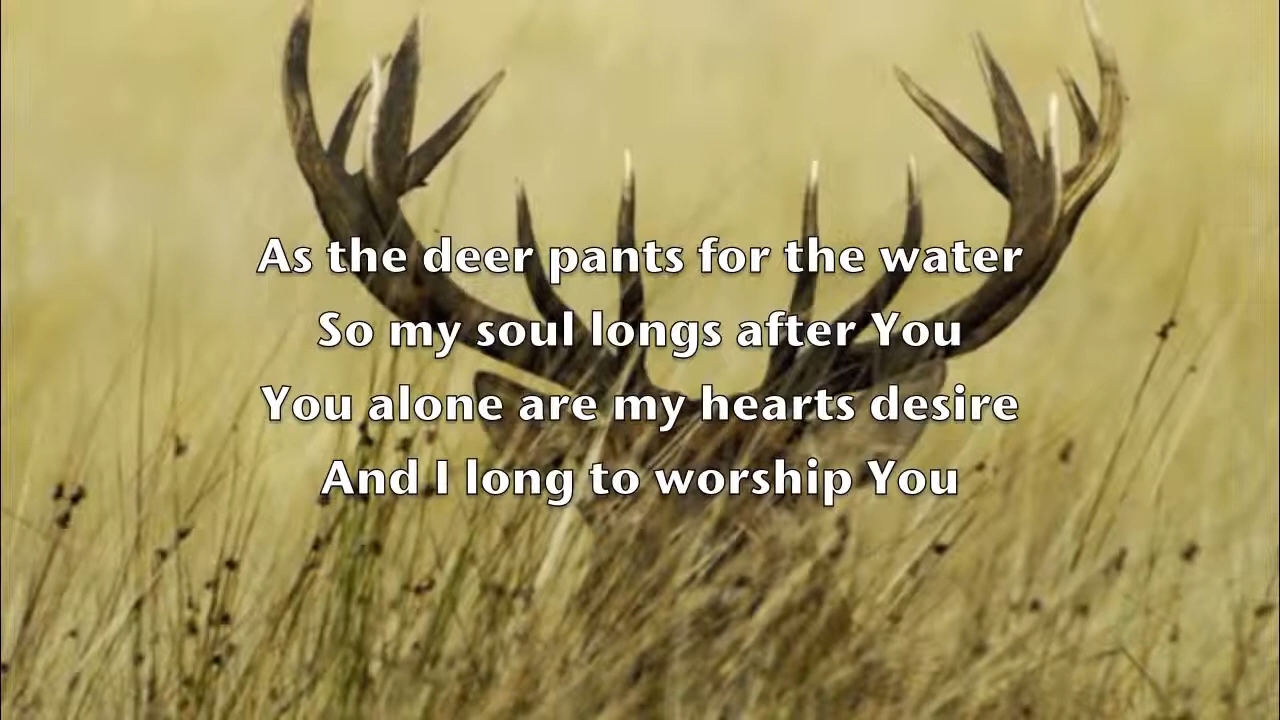 As the deer pants for the water
So my soul longs after You
You alone are my hearts desire
And I long to worship You